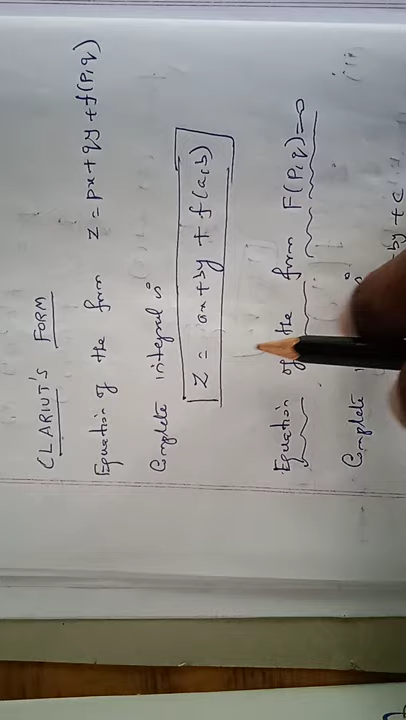 CLARIUT'S FORM
Equation of the form z = px + qy + f(p,q)
Complete integral is
z = ax + by + f(a,b)
Equation of the form F(p,q)=0
Complete by + c